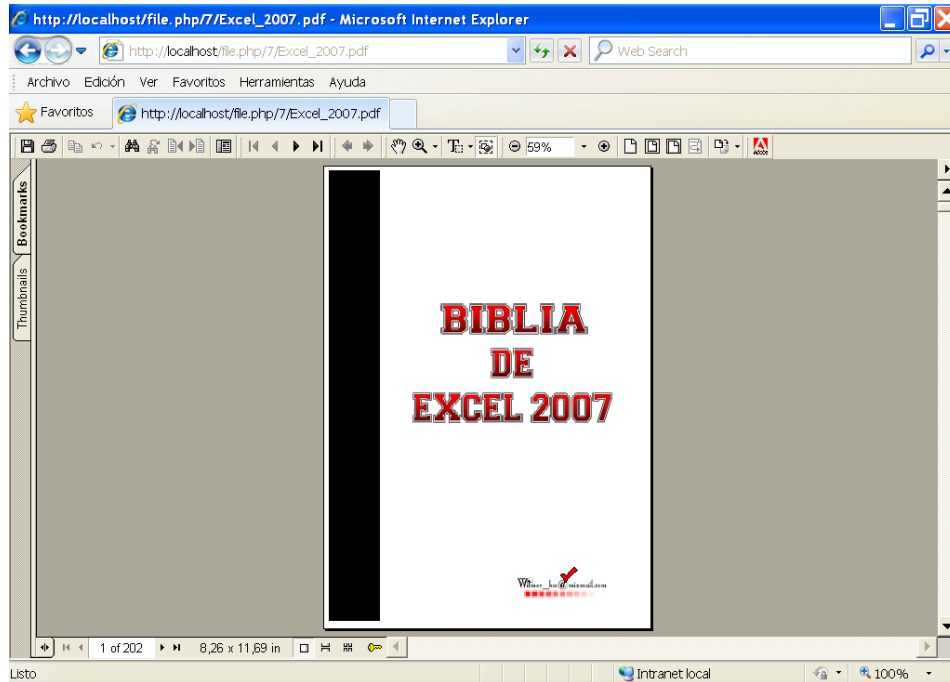 http://localhost/file.php/7/Excel_2007.pdf - Microsoft Internet Explorer
http://localhost/file.php/7/Excel_2007.pdf
Web Search
Archivo Edición Ver Favoritos Herramientas Ayuda
Favoritos
http://localhost/file.php/7/Excel_2007.pdf
59%
Adobe
Bookmarks
Thumbnails
BIBLIA
DE
EXCEL 2007
1 of 202
8,26 x 11,69 in
Listo
Intranet local
100%